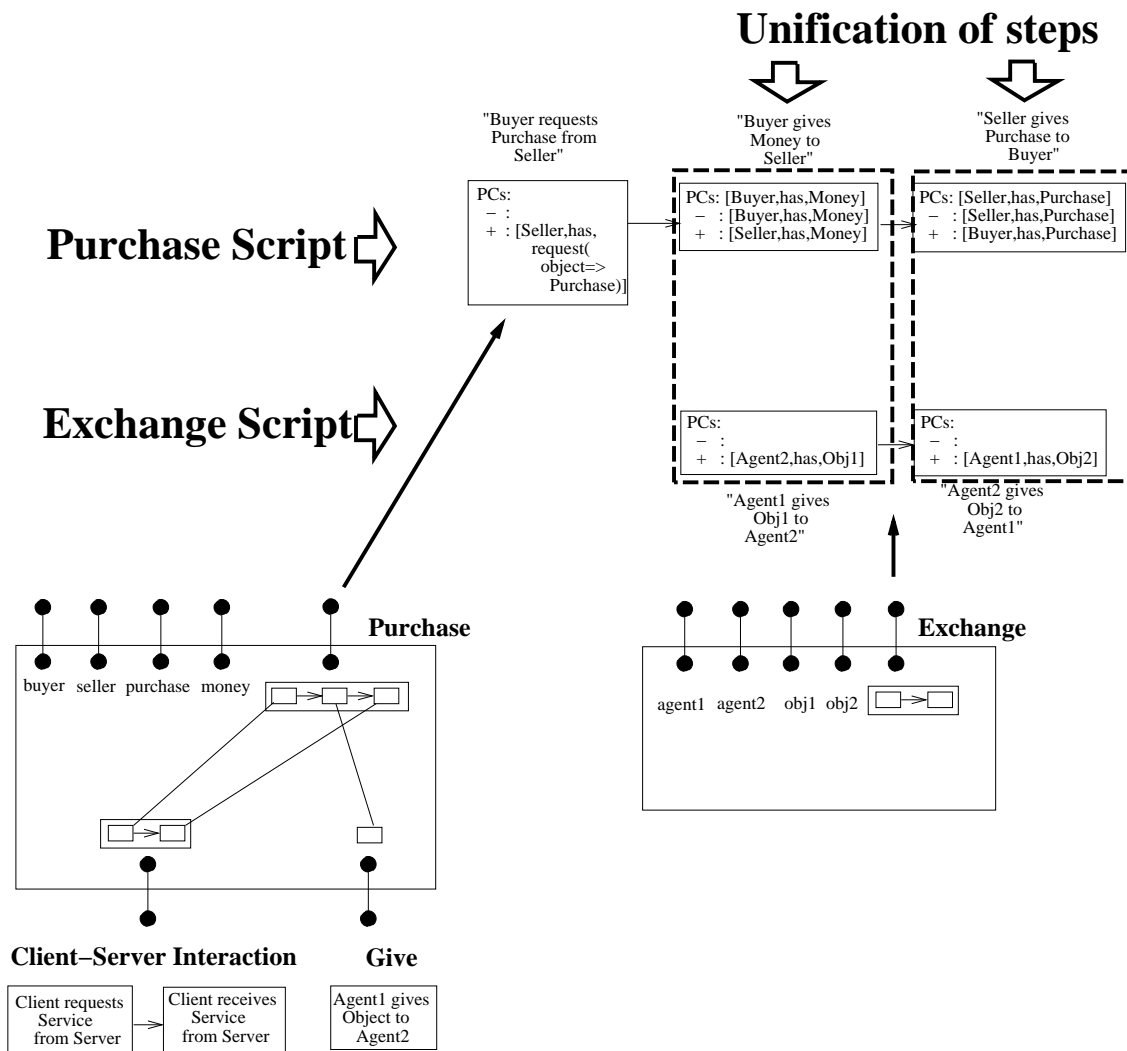 Unification of steps
"Buyer requests
Purchase from
Seller"
"Buyer gives
Money to
Seller"
"Seller gives
Purchase to
Buyer"
Purchase Script
PCs:
− :
+ : [Seller,has,
request(
object=>
Purchase)]
PCs: [Buyer,has,Money]
− : [Buyer,has,Money]
+ : [Seller,has,Money]
PCs: [Seller,has,Purchase]
− : [Seller,has,Purchase]
+ : [Buyer,has,Purchase]
Exchange Script
PCs:
− :
+ : [Agent2,has,Obj1]
PCs:
− :
+ : [Agent1,has,Obj2]
"Agent1 gives
Obj1 to
Agent2"
"Agent2 gives
Obj2 to
Agent1"
Purchase
buyer seller purchase money
Exchange
agent1 agent2 obj1 obj2
Client−Server Interaction
Give
Client requests
Service
from Server
Client receives
Service
from Server
Agent1 gives
Object to
Agent2